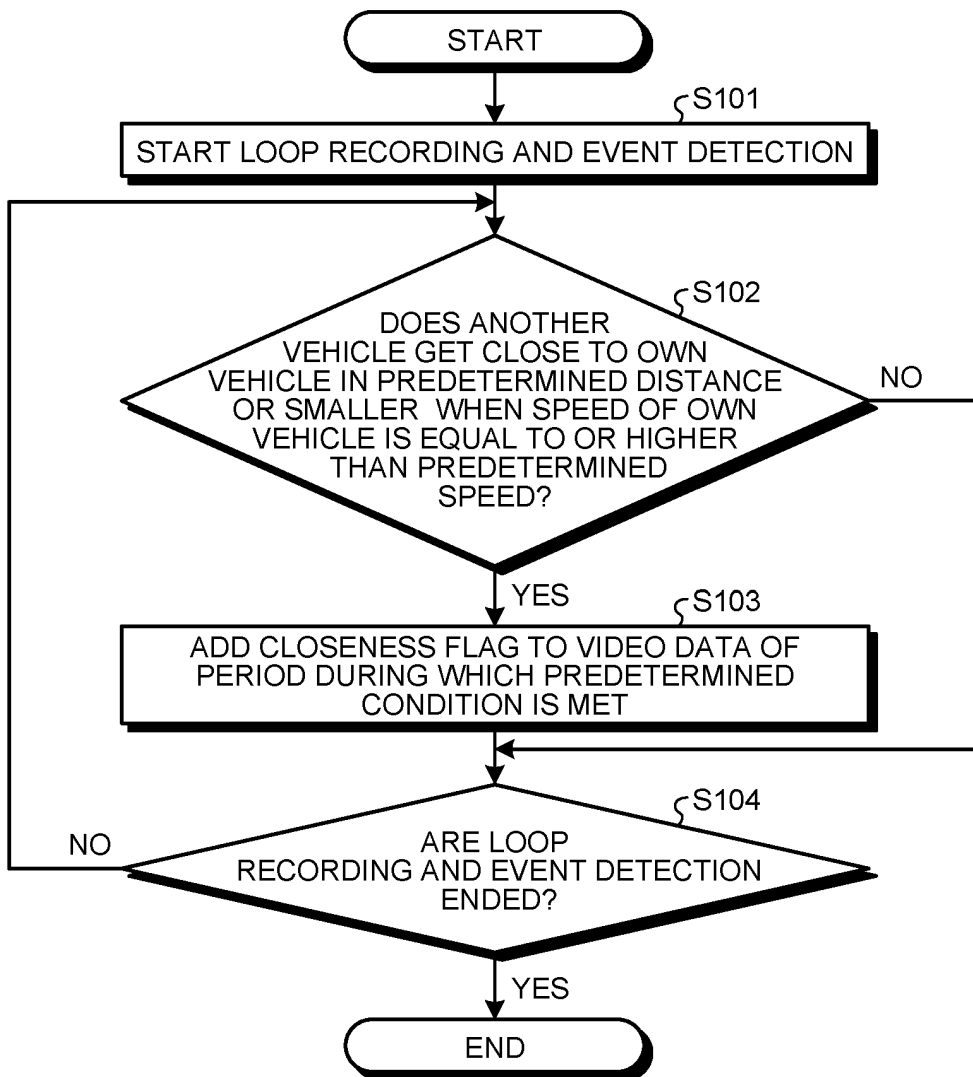 START
S101
START LOOP RECORDING AND EVENT DETECTION
S102
DOES ANOTHER
VEHICLE GET CLOSE TO OWN
VEHICLE IN PREDETERMINED DISTANCE
OR SMALLER WHEN SPEED OF OWN
VEHICLE IS EQUAL TO OR HIGHER
THAN PREDETERMINED
SPEED?
NO
YES
S103
ADD CLOSENESS FLAG TO VIDEO DATA OF
PERIOD DURING WHICH PREDETERMINED
CONDITION IS MET
S104
NO
ARE LOOP
RECORDING AND EVENT DETECTION
ENDED?
YES
END